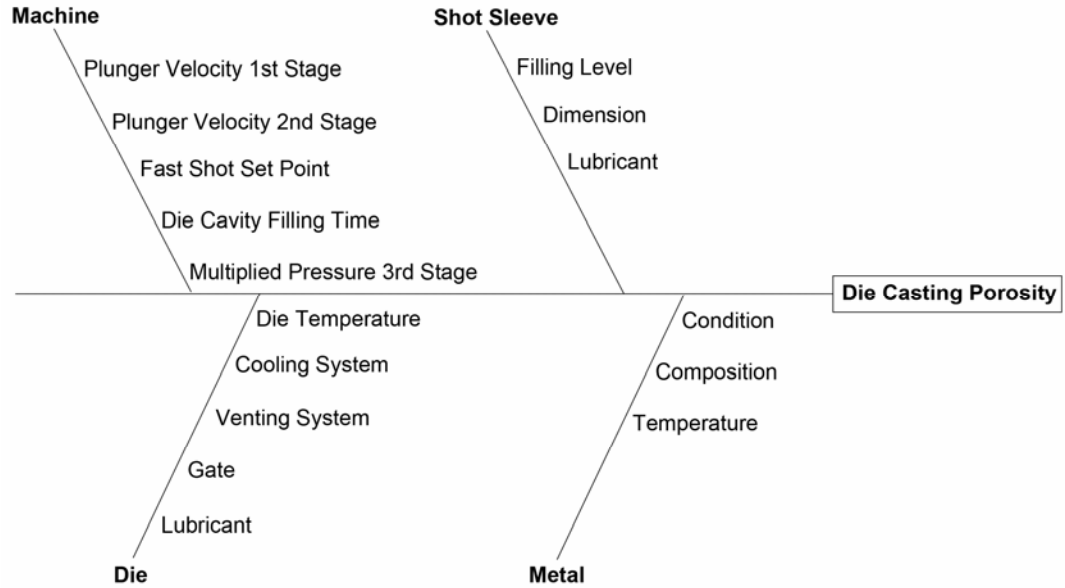 Machine
Plunger Velocity 1st Stage
Plunger Velocity 2nd Stage
Fast Shot Set Point
Die Cavity Filling Time
Multiplied Pressure 3rd Stage
Shot Sleeve
Filling Level
Dimension
Lubricant
Die Casting Porosity
Die Temperature
Cooling System
Venting System
Gate
Lubricant
Die
Condition
Composition
Temperature
Metal